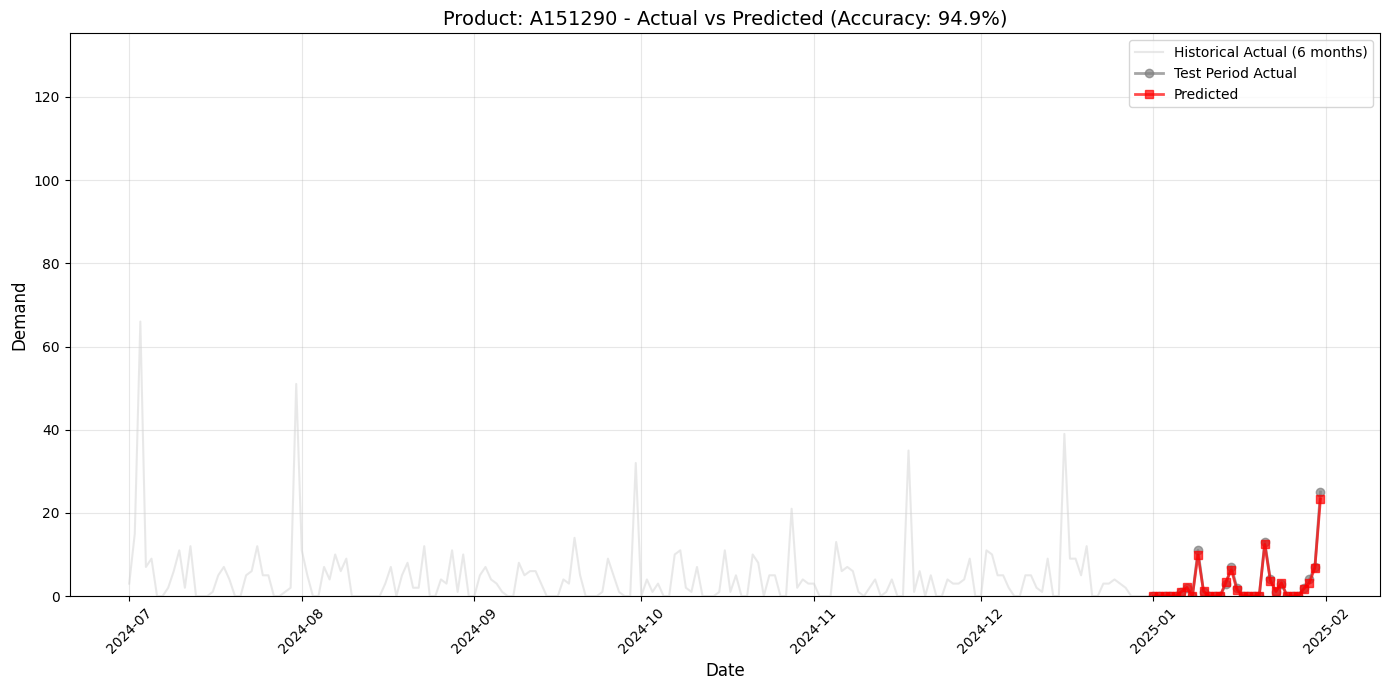 Product: A151290 - Actual vs Predicted (Accuracy: 94.9%)
Historical Actual (6 months)
Test Period Actual
Predicted
Demand
120
100
80
60
40
20
0
2024-07
2024-08
2024-09
2024-10
2024-11
2024-12
2025-01
2025-02
Date